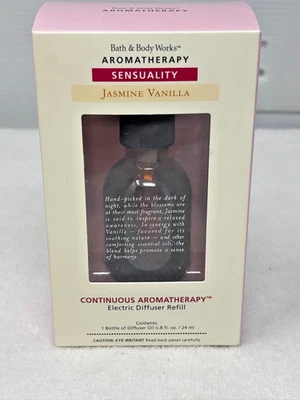 Bath & Body Works™
AROMATHERAPY
SENSUALITY
JASMINE VANILLA
Hand-picked in the dark of
night, while the blossoms are
at their most fragrant, Jasmine
is said to inspire a relaxed
awareness. In synergy with
Vanilla — favored for its
soothing nature — and other
comforting essential oils, the
blend helps promote a sense
of harmony.
CONTINUOUS AROMATHERAPY™
Electric Diffuser Refill
Contents:
1 Bottle of Diffuser Oil 0.8 fl. oz. / 24 ml
CAUTION: EYE IRRITANT Read back panel carefully.